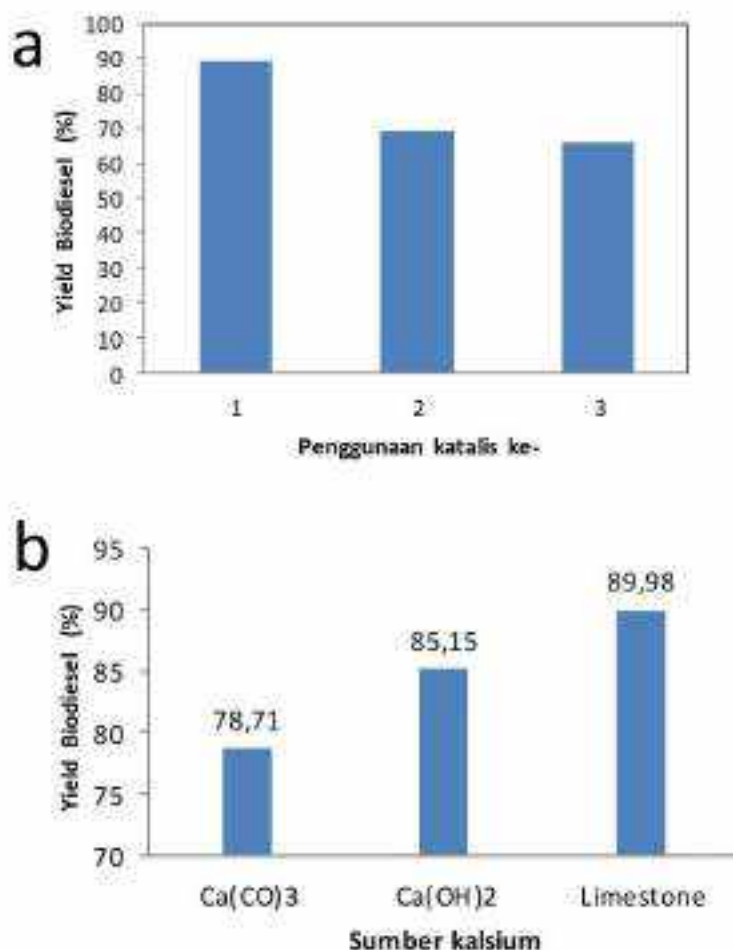 a
Yield Biodiesel (%)
100
90
80
70
60
50
40
30
20
10
0
1 2 3
Penggunaan katalis ke-
b
Yield Biodiesel (%)
95
90
85
80
75
70
78,71
85,15
89,98
Ca(CO)3 Ca(OH)2 Limestone
Sumber kalsium